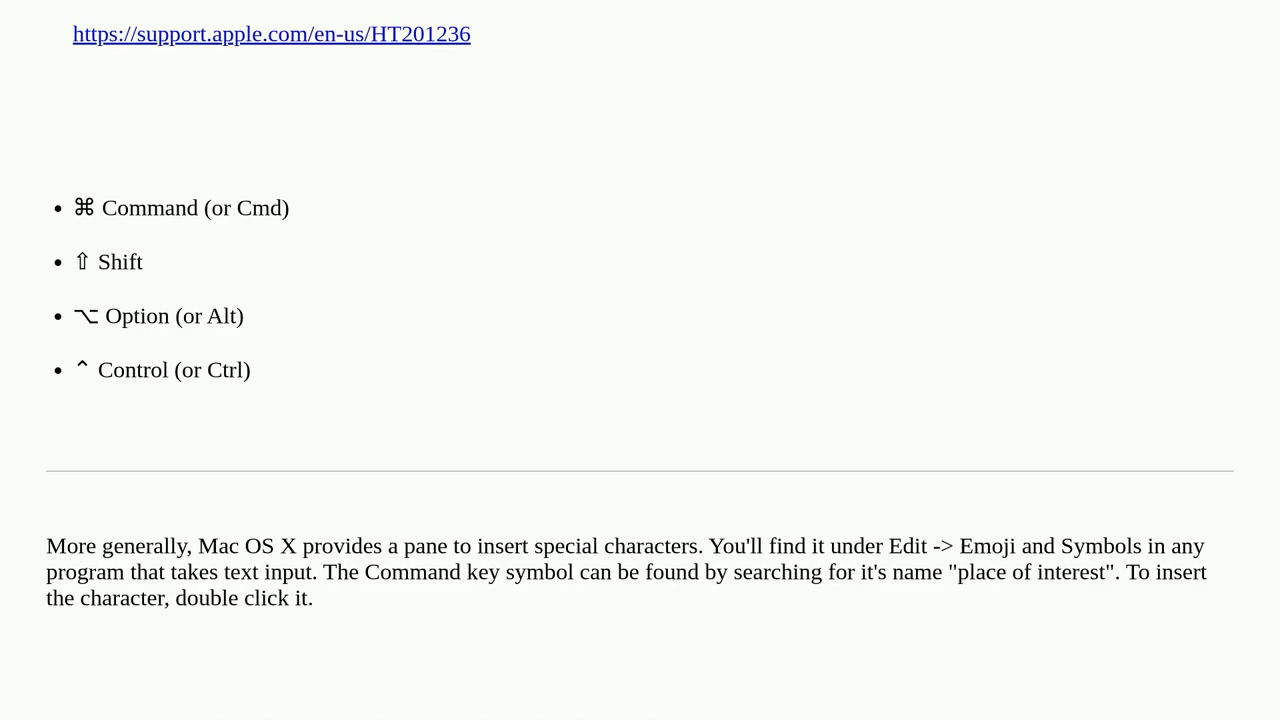 https://support.apple.com/en-us/HT201236
• ⌘ Command (or Cmd)
• ⇧ Shift
• ⌥ Option (or Alt)
• ⌃ Control (or Ctrl)
More generally, Mac OS X provides a pane to insert special characters. You'll find it under Edit -> Emoji and Symbols in any
program that takes text input. The Command key symbol can be found by searching for it's name "place of interest". To insert
the character, double click it.